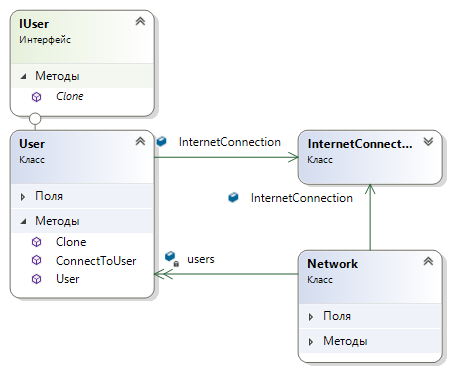 IUser
Интерфейс
Методы
Clone
User
Класс
Поля
Методы
Clone
ConnectToUser
User
InternetConnection
InternetConnect...
Класс
InternetConnection
users
Network
Класс
Поля
Методы